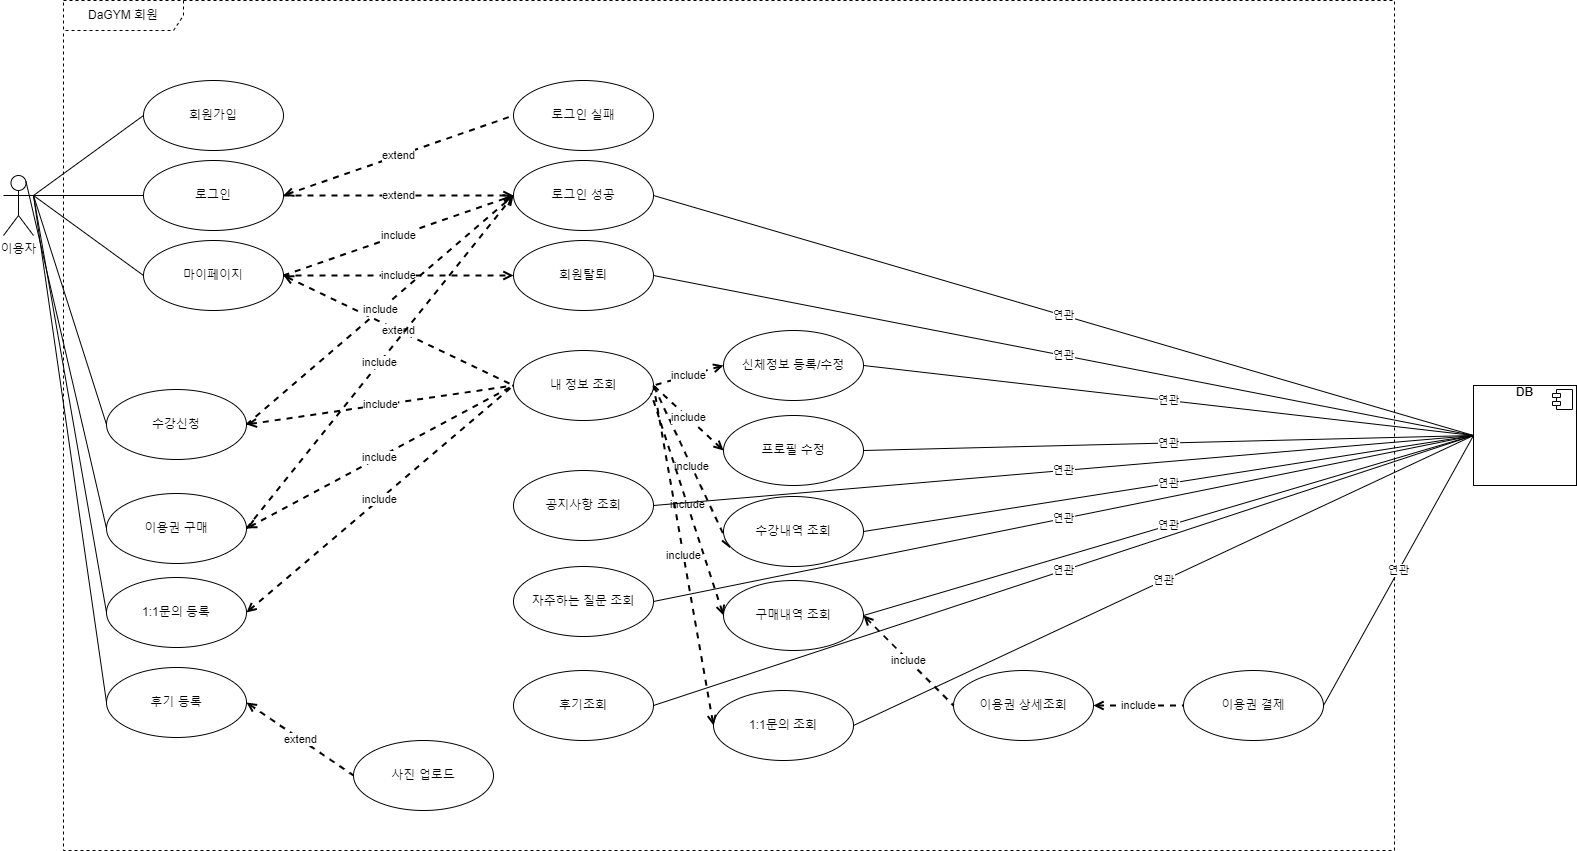 DaGYM 회원
회원가입
로그인 실패
extend
로그인
extend
로그인 성공
이용자
include
마이페이지
include
회원탈퇴
include
연관
extend
연관
include
신체정보 등록/수정
include
내 정보 조회
DB
include
연관
수강신청
include
프로필 수정
연관
include
include
연관
연관
include
include
공지사항 조회
연관
이용권 구매
수강내역 조회
연관
include
연관
연관
연관
자주하는 질문 조회
1:1문의 등록
구매내역 조회
include
후기 등록
후기조회
이용권 상세조회
include
이용권 결제
1:1문의 조회
extend
사진 업로드